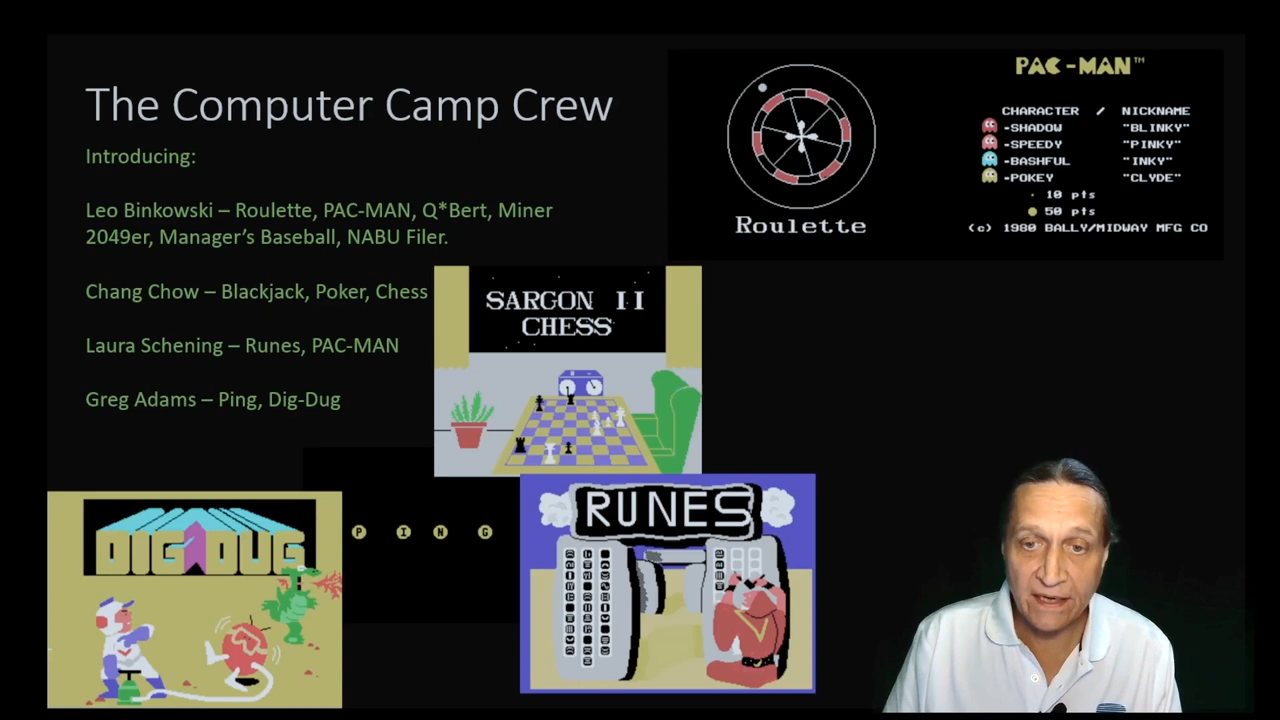 The Computer Camp Crew
Introducing:
Leo Binkowski – Roulette, PAC-MAN, Q*Bert, Miner
2049er, Manager's Baseball, NABU Filer.
Chang Chow – Blackjack, Poker, Chess
Laura Schening – Runes, PAC-MAN
Greg Adams – Ping, Dig-Dug
Roulette
PAC-MAN™
CHARACTER / NICKNAME
-SHADOW "BLINKY"
-SPEEDY "PINKY"
-BASHFUL "INKY"
-POKEY "CLYDE"
· 10 pts
50 pts
(c) 1980 BALLY/MIDWAY MFG CO
SARGON II
CHESS
DIG DUG
P I N G
RUNES